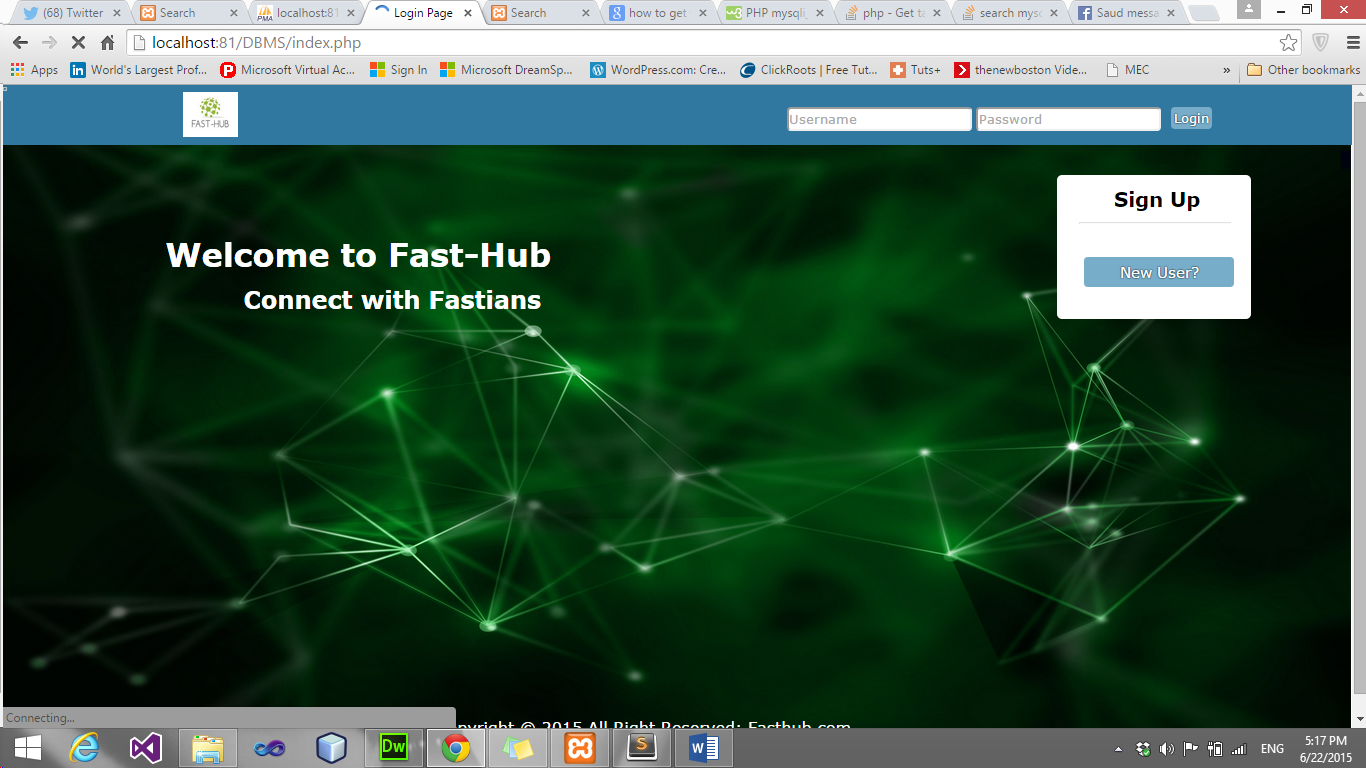 (68) Twitter
Search
localhost:81
Login Page
Search
how to get
PHP mysqli_
php - Get ta
search mysq
Saud messa
localhost:81/DBMS/index.php
Apps
World's Largest Prof...
Microsoft Virtual Ac...
Sign In
Microsoft DreamSp...
WordPress.com: Cre...
ClickRoots | Free Tut...
Tuts+
thenewboston Vide...
MEC
»
Other bookmarks
FAST-HUB
Username
Password
Login
Sign Up
New User?
Welcome to Fast-Hub
Connect with Fastians
Connecting...
pyright © 2015 All Right Reserved: Fasthub.com
ENG
5:17 PM
6/22/2015